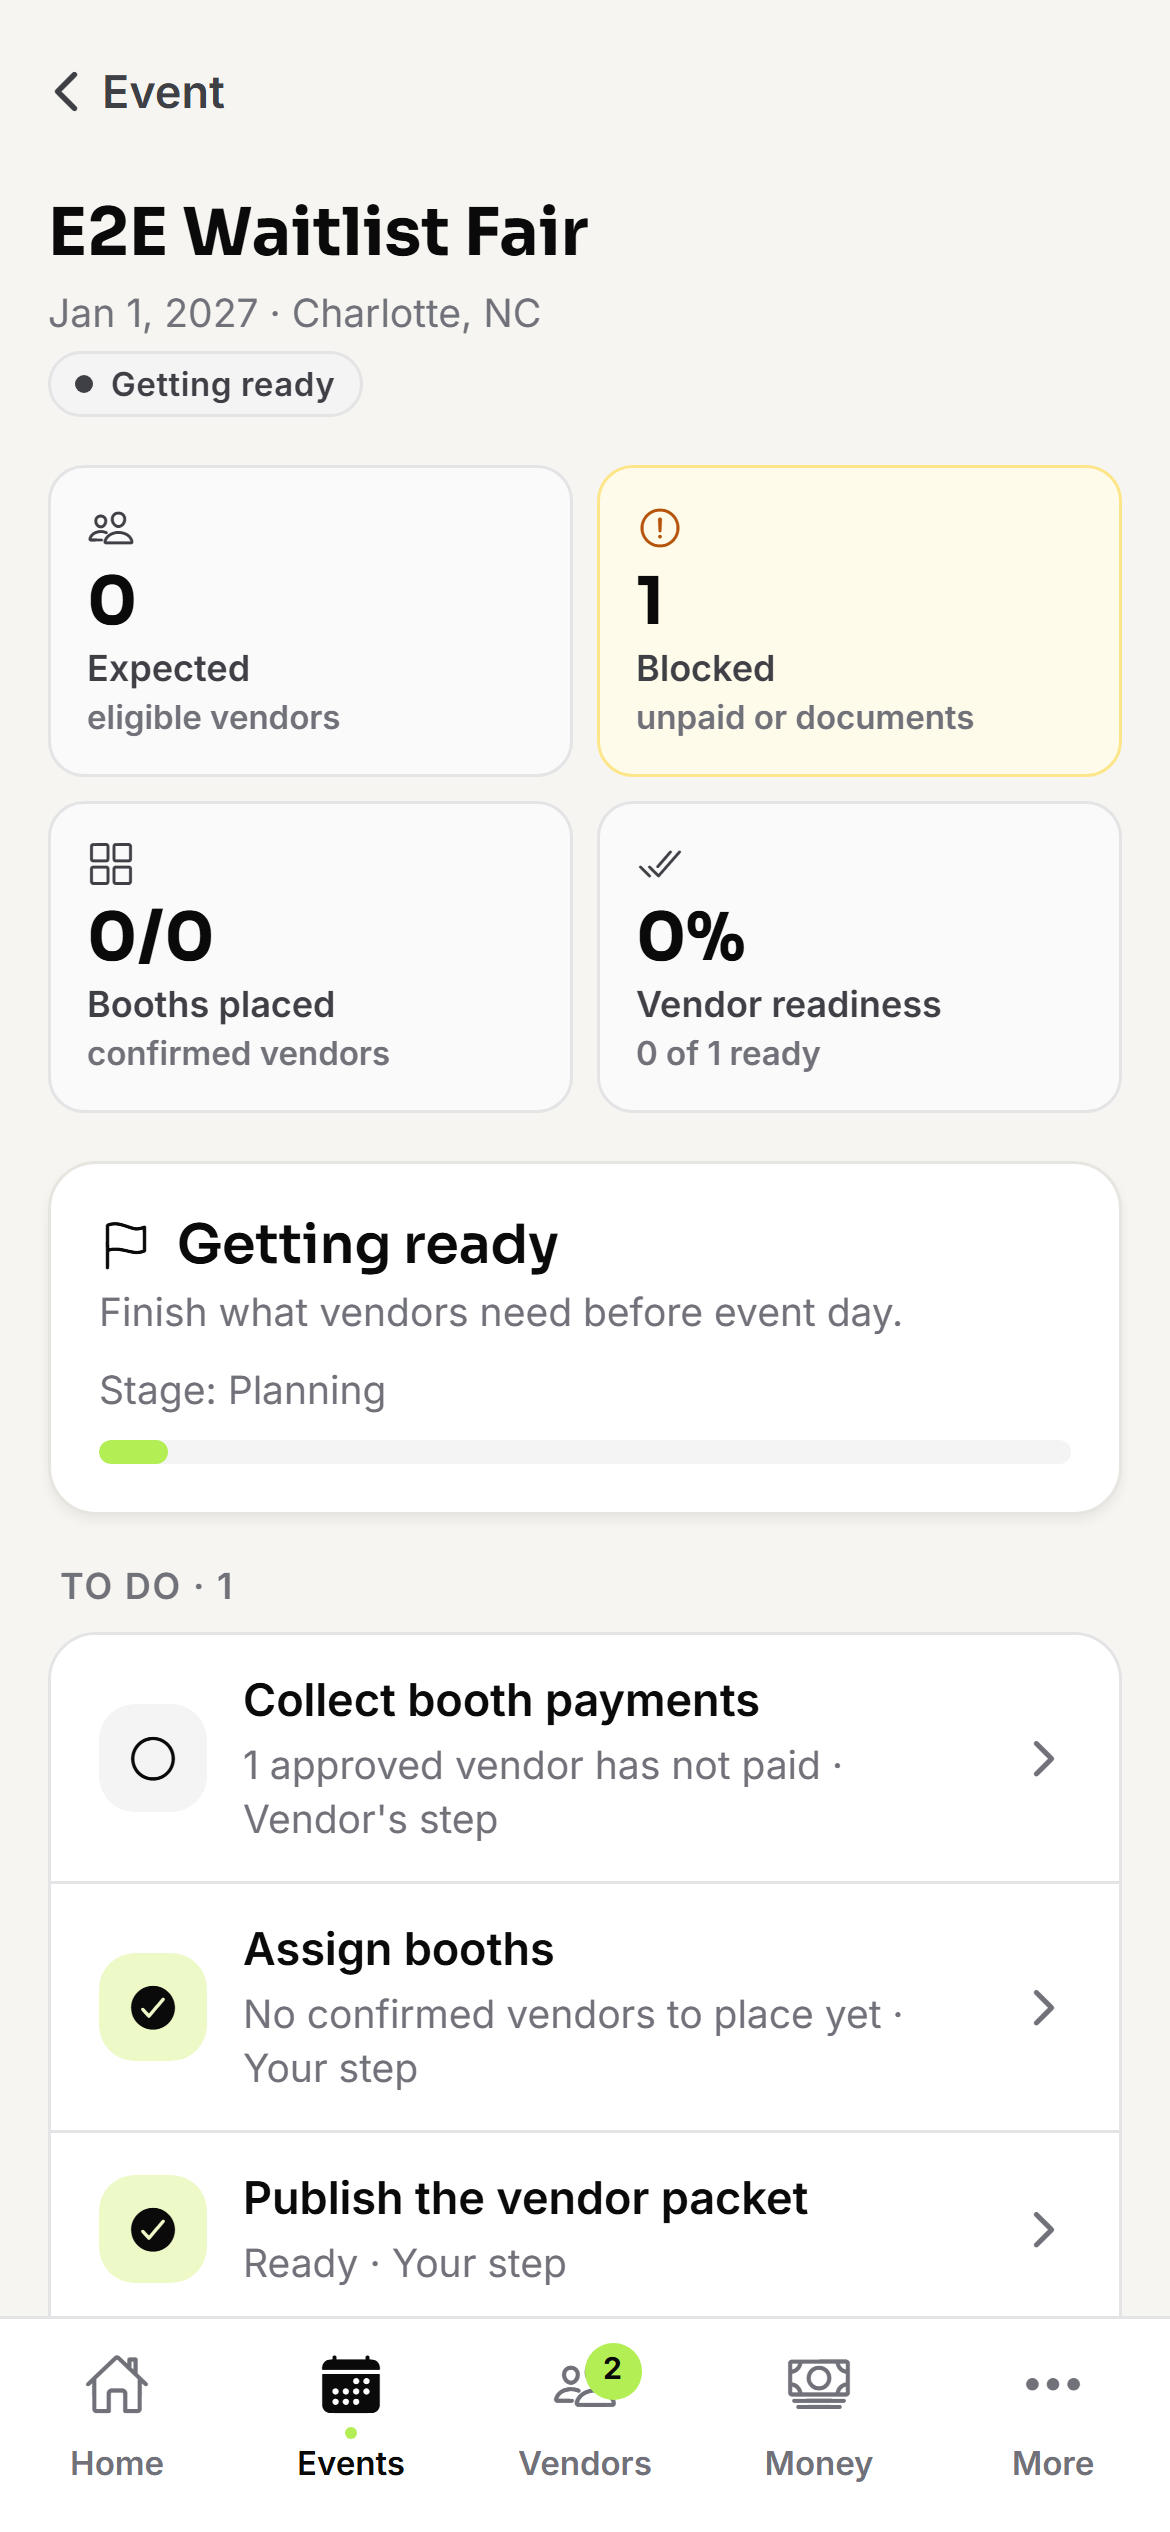 Event
E2E Waitlist Fair
Jan 1, 2027 · Charlotte, NC
Getting ready
0
Expected
eligible vendors
1
Blocked
unpaid or documents
0/0
Booths placed
confirmed vendors
0%
Vendor readiness
0 of 1 ready
Getting ready
Finish what vendors need before event day.
Stage: Planning
TO DO · 1
Collect booth payments
1 approved vendor has not paid ·
Vendor's step
Assign booths
No confirmed vendors to place yet ·
Your step
Publish the vendor packet
Ready · Your step
2
Home
Events
Vendors
Money
More